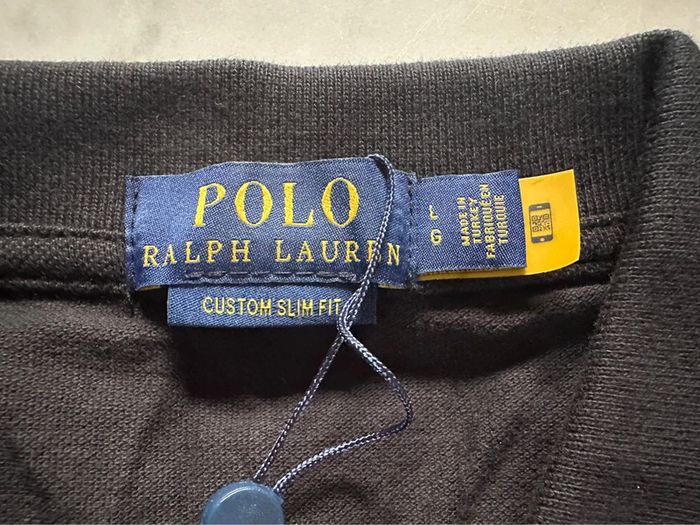 POLO
RALPH LAUREN
CUSTOM SLIM FIT
L
G
MADE IN
TURKEY
FABRIQUÉ EN
TURQUIE